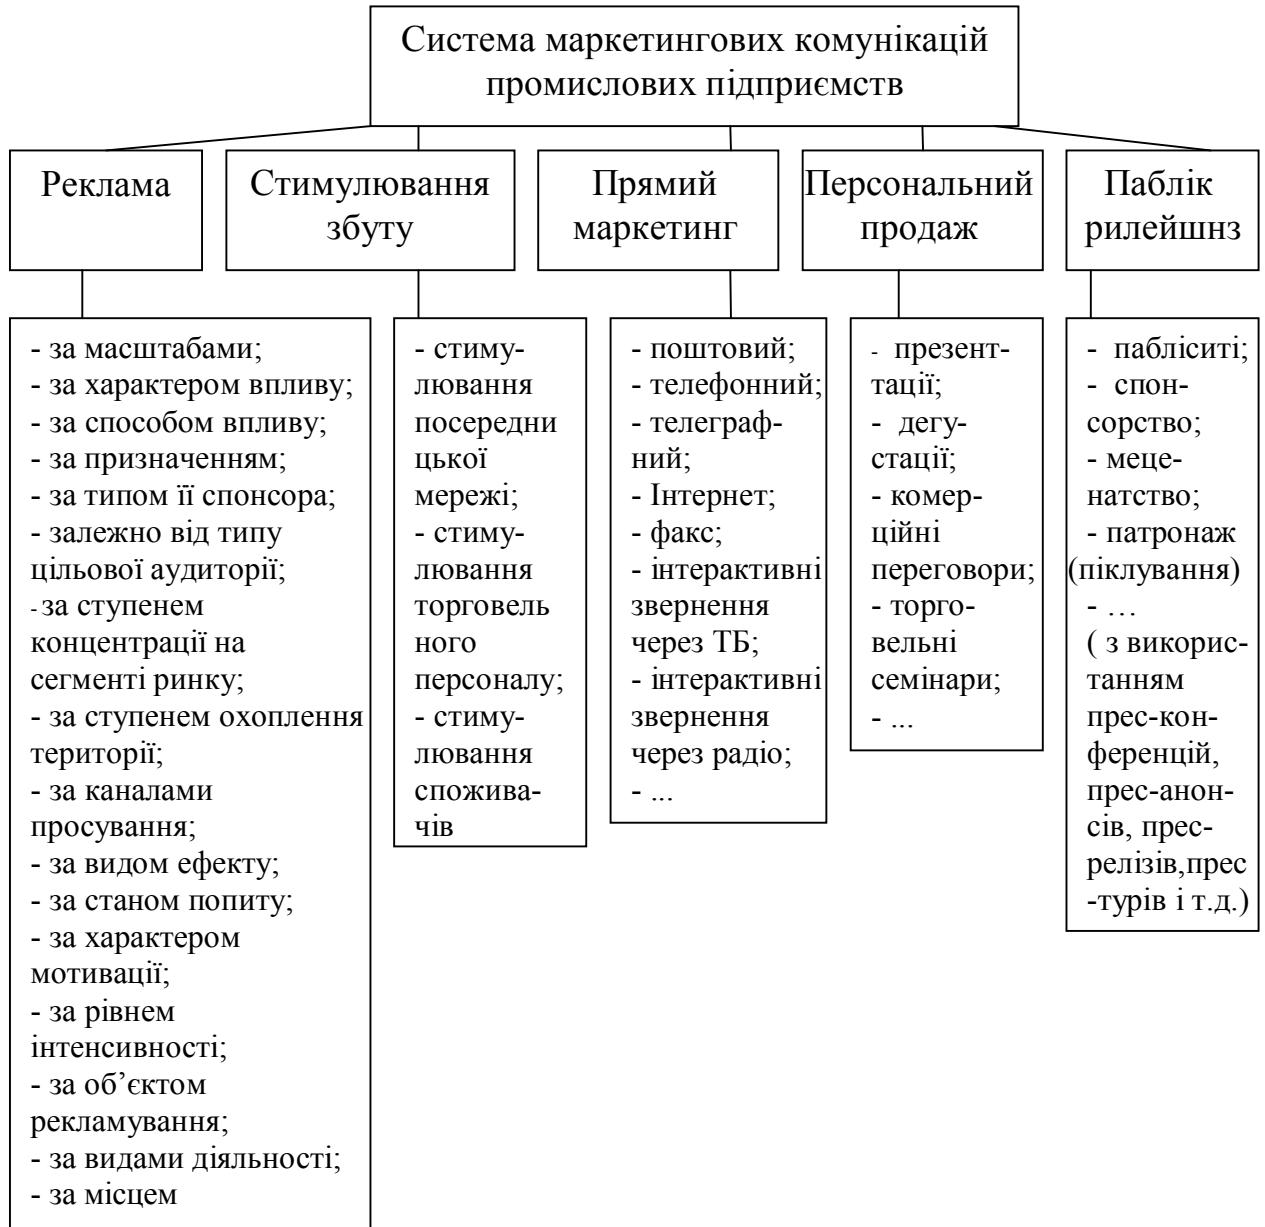 Система маркетингових комунікацій
промислових підприємств
Реклама
Стимулювання
збуту
Прямий
маркетинг
Персональний
продаж
Паблік
рилейшнз
- за масштабами;
- за характером впливу;
- за способом впливу;
- за призначенням;
- за типом її спонсора;
- залежно від типу
цільової аудиторії;
- за ступенем
концентрації на
сегменті ринку;
- за ступенем охоплення
території;
- за каналами
просування;
- за видом ефекту;
- за станом попиту;
- за характером
мотивації;
- за рівнем
інтенсивності;
- за об’єктом
рекламування;
- за видами діяльності;
- за місцем
- стиму-
лювання
посередни
цької
мережі;
- стиму-
лювання
торговель
ного
персоналу;
- стиму-
лювання
спожива-
чів
- поштовий;
- телефонний;
- телеграф-
ний;
- Інтернет;
- факс;
- інтерактивні
звернення
через ТБ;
- інтерактивні
звернення
через радіо;
- ...
- презент-
тації;
- дегу-
стації;
- комер-
ційні
переговори;
- торго-
вельні
семінари;
- ...
- пабліситі;
- спон-
сорство;
- меце-
натство;
- патронаж
(піклування)
- …
( з викорис-
танням
прес-кон-
ференцій,
прес-анон-
сів, прес-
релізів,прес
-турів і т.д.)